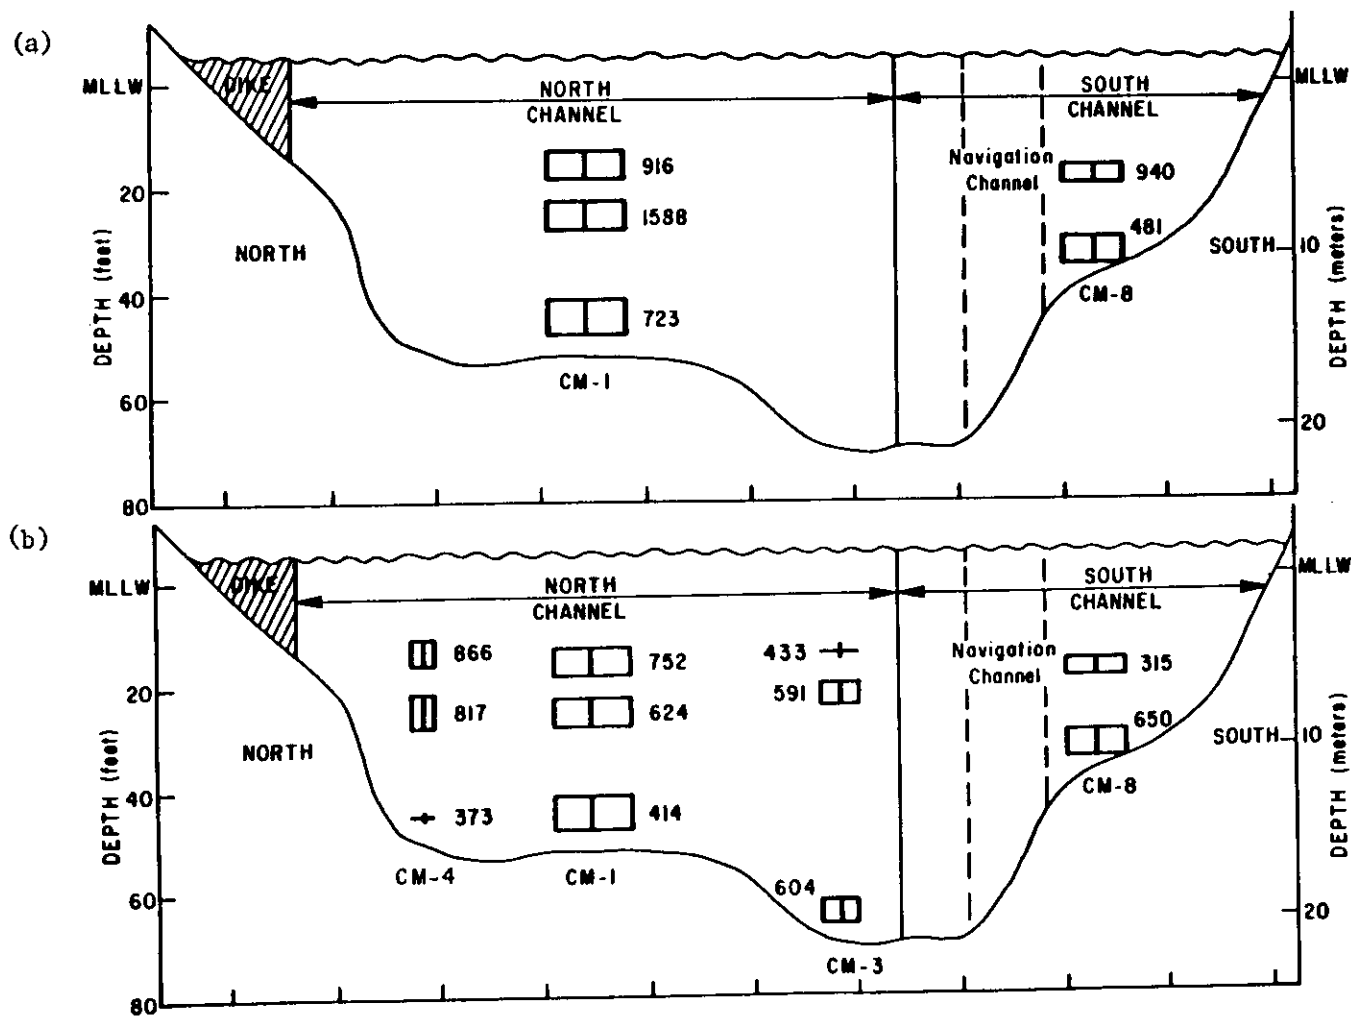 (a)
MLLW
DIKE
NORTH
CHANNEL
SOUTH
CHANNEL
MLLW
Navigation
Channel
916
940
20
1588
481
NORTH
SOUTH
10
CM-8
DEPTH (feet)
DEPTH (meters)
40
723
CM-1
60
20
80
(b)
MLLW
DIKE
NORTH
CHANNEL
SOUTH
CHANNEL
MLLW
866
752
433
Navigation
Channel
315
20
817
624
591
650
NORTH
SOUTH
10
CM-8
DEPTH (feet)
DEPTH (meters)
40
373
414
CM-4
CM-1
604
60
20
CM-3
80